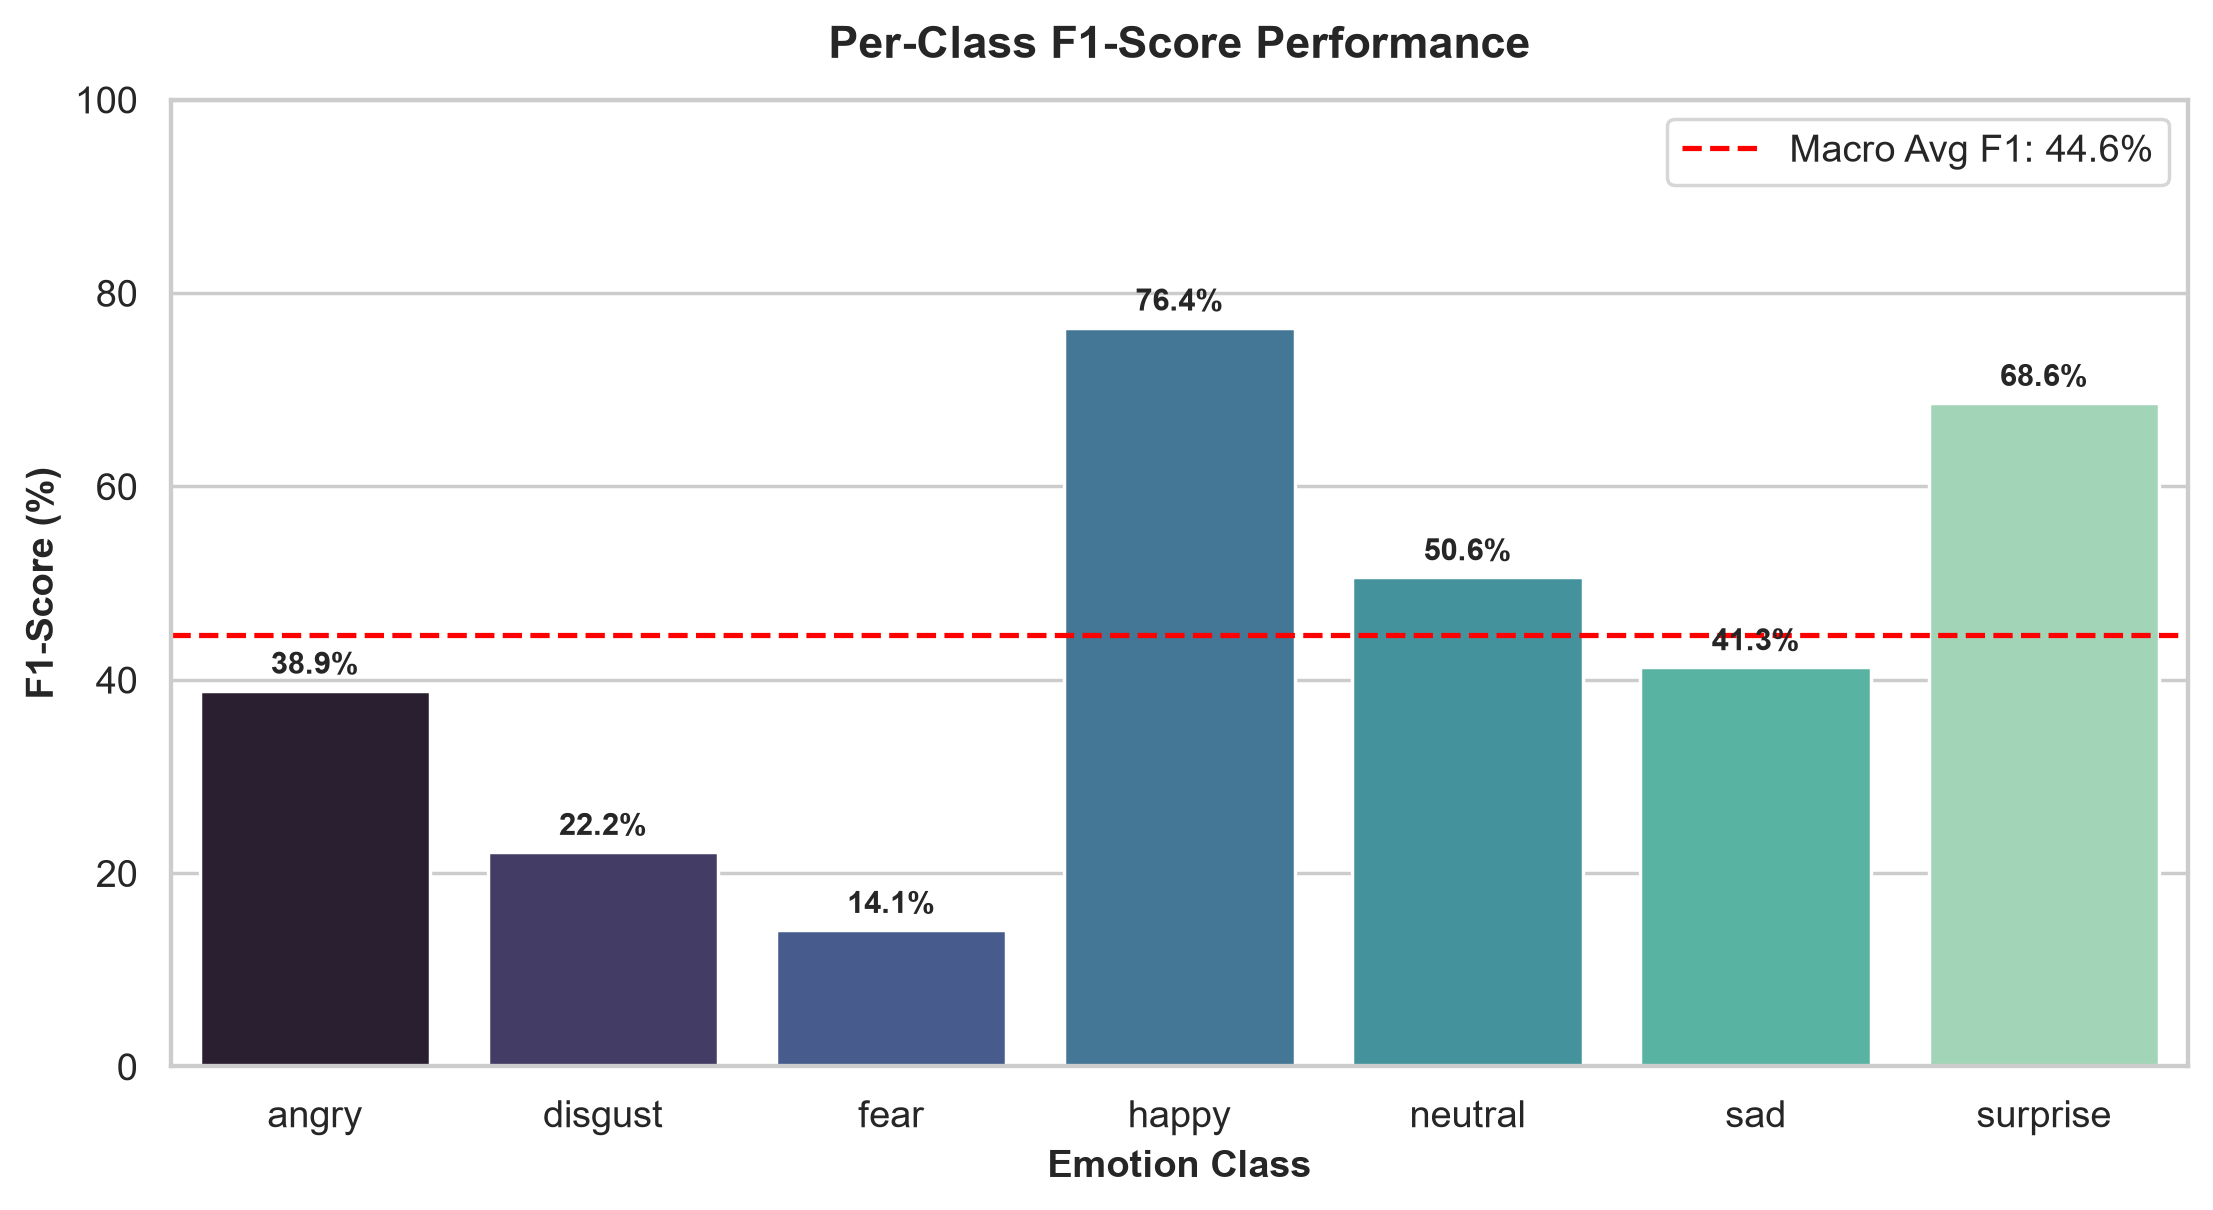 Per-Class F1-Score Performance
100
80
60
40
20
0
F1-Score (%)
Macro Avg F1: 44.6%
38.9%
22.2%
14.1%
76.4%
50.6%
41.3%
68.6%
angry
disgust
fear
happy
neutral
sad
surprise
Emotion Class